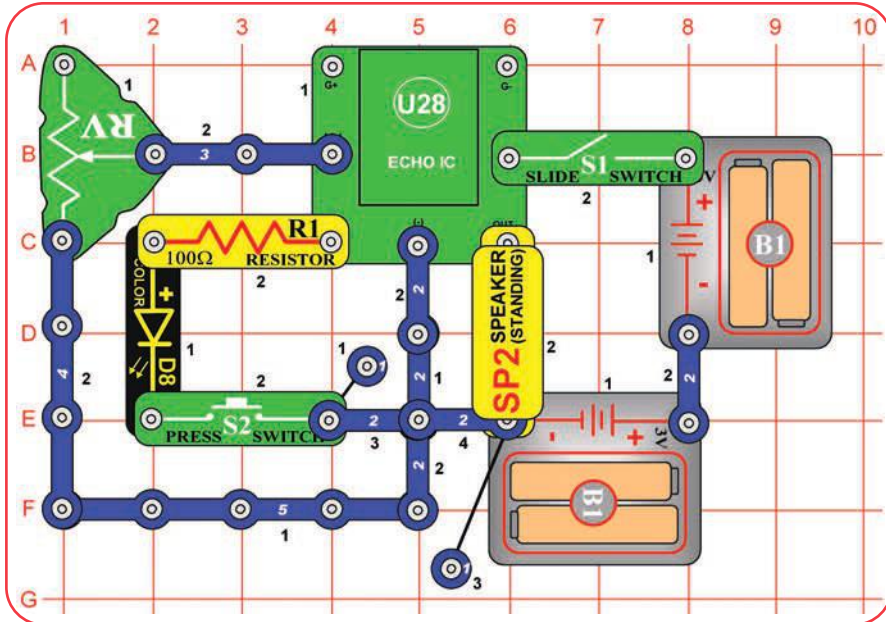 1 2 3 4 5 6 7 8 9 10
A
B
C
D
E
F
G
1
RV
1
G+
G-
U28
ECHO IC
2
3
(-)
OUT
S1
SLIDE SWITCH
2
V
+
-
B1
1
R1
100Ω RESISTOR
2
COLOR
+
D8
1
SPEAKER
(STANDING)
SP2
2
2
2
2
1
4
2
1
1
2
S2
PRESS SWITCH
2
3
2
4
2
2
1
-
+
3V
B1
2
2
5
1
1
3